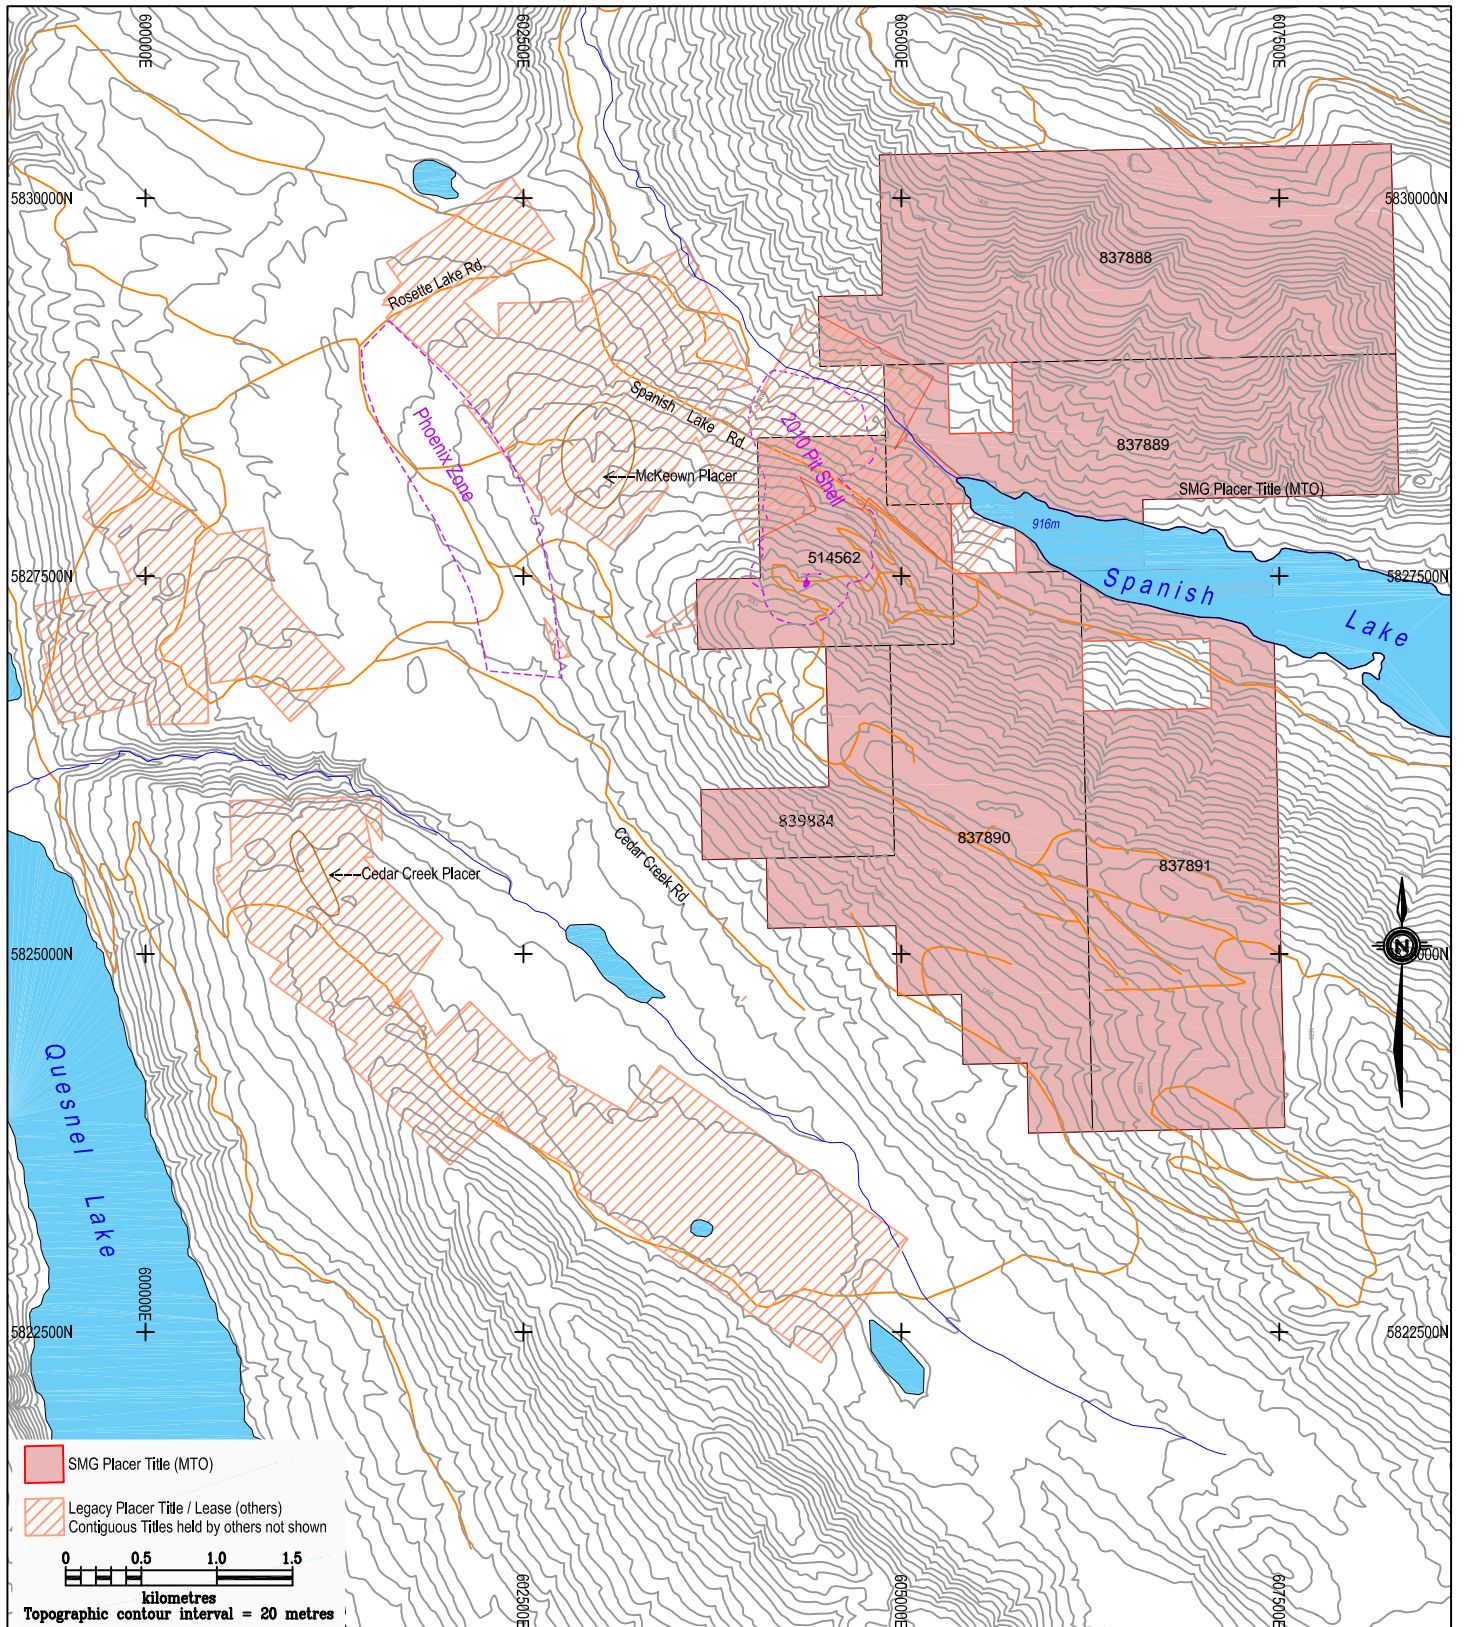 600000E
602500E
605000E
607500E
5830000N
5830000N
837888
Rosette Lake Rd.
Spanish Lake Rd.
Phoenix Zone
2010 Pit Shell
McKeown Placer
837889
SMG Placer Title (MTO)
916m
514562
5827500N
5827500N
Spanish
Lake
839884
837890
837891
Cedar Creek Rd.
Cedar Creek Placer
5825000N
N
Quesnel
Lake
600000E
5822500N
5822500N
SMG Placer Title (MTO)
Legacy Placer Title / Lease (others)
Contiguous Titles held by others not shown
0 0.5 1.0 1.5
kilometres
Topographic contour interval = 20 metres
602500E
605000E
607500E